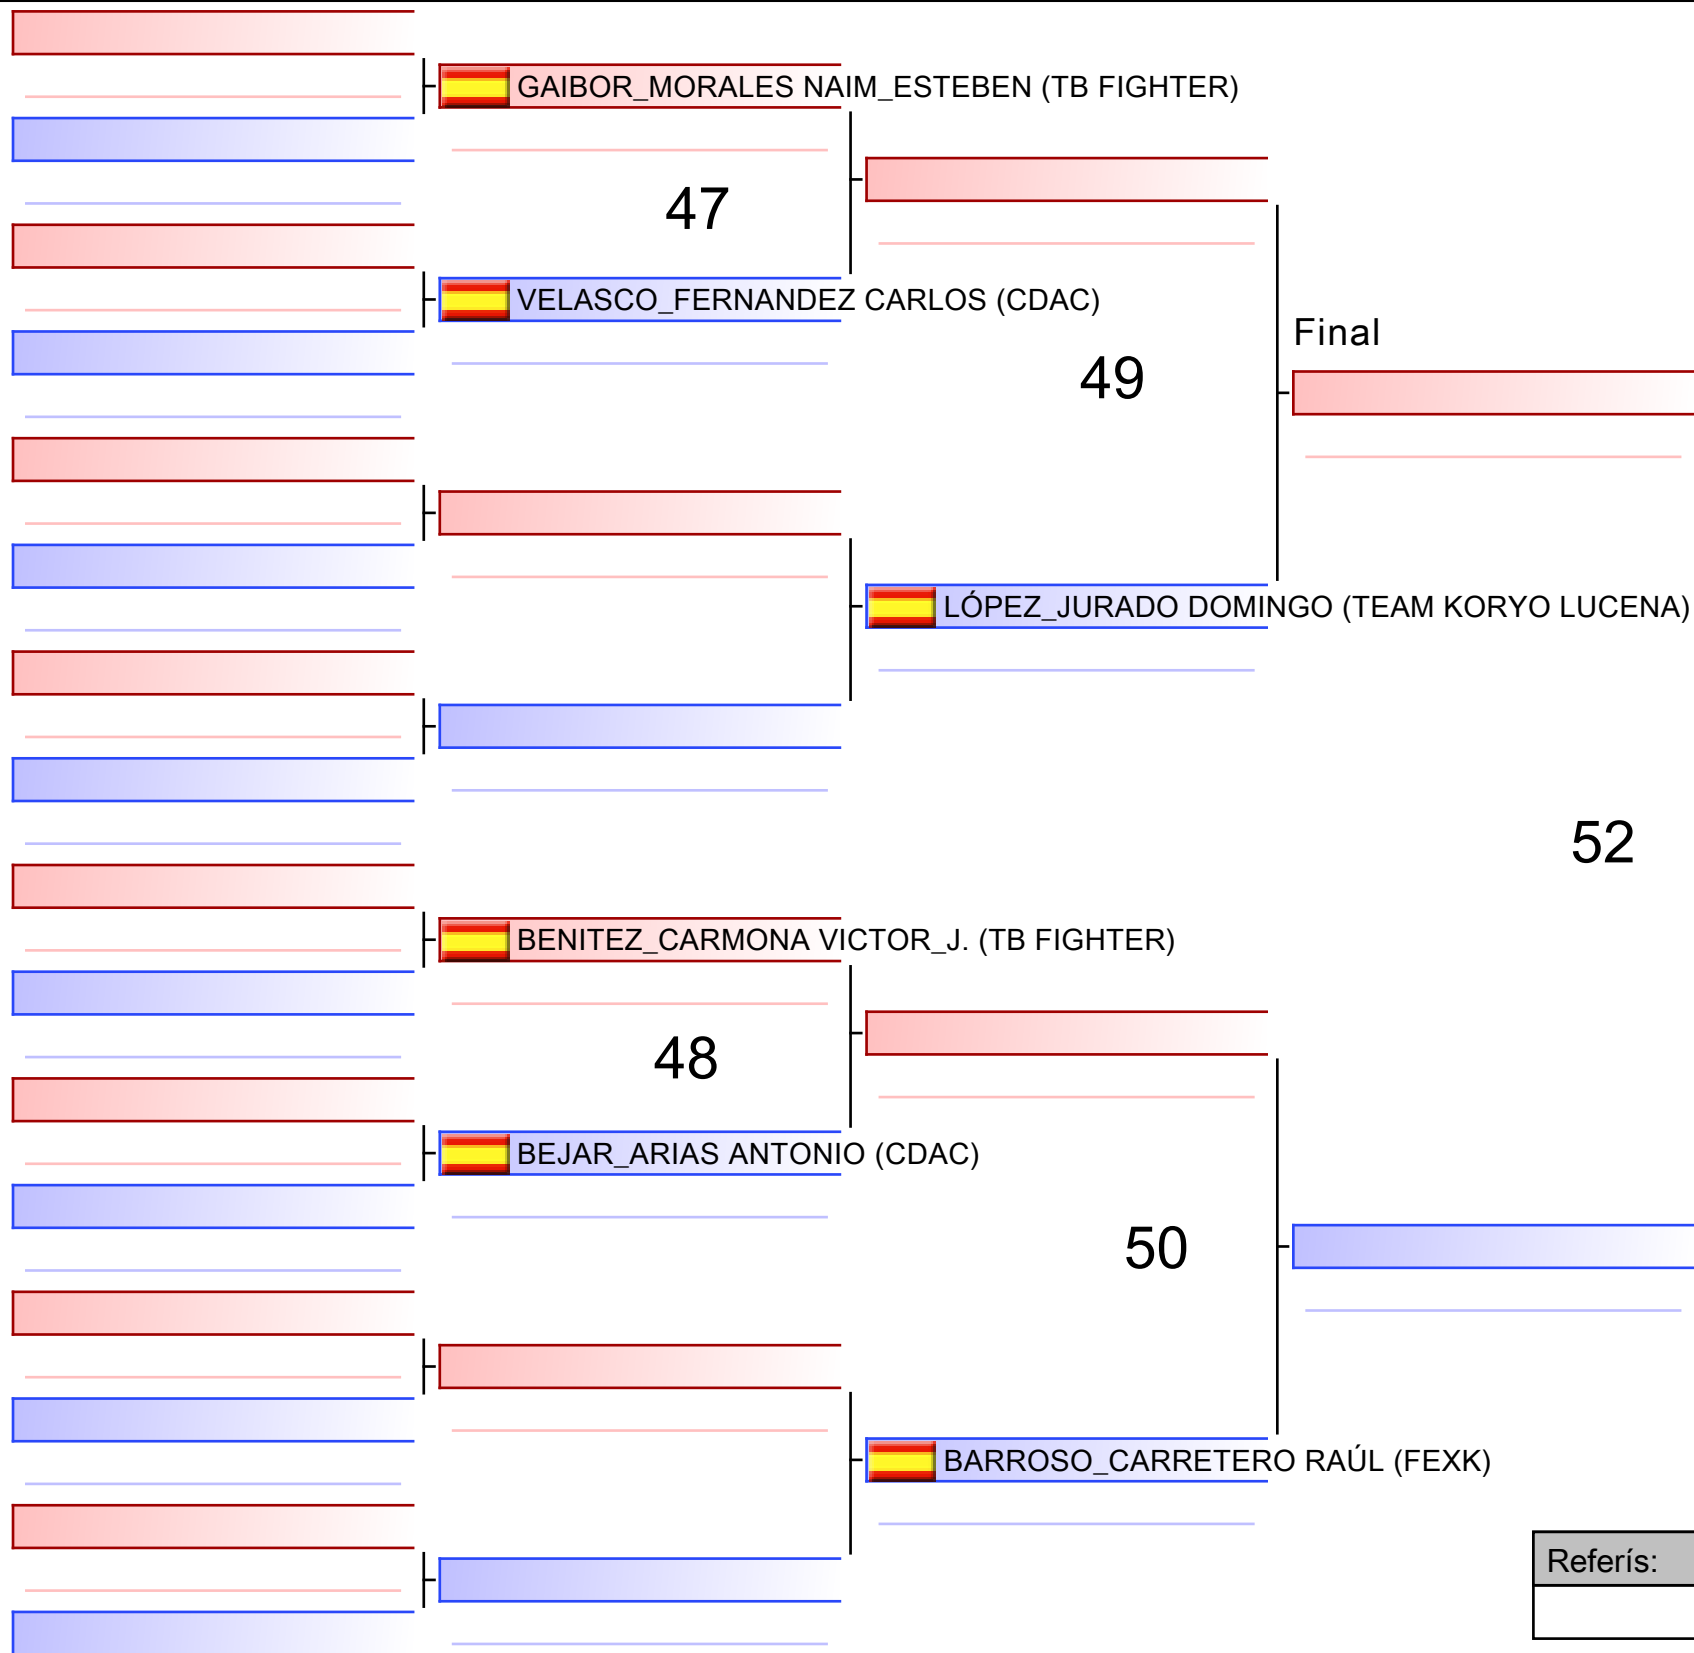 GAIBOR_MORALES NAIM_ESTEBEN (TB FIGHTER)
47
VELASCO_FERNANDEZ CARLOS (CDAC)
Final
49
LÓPEZ_JURADO DOMINGO (TEAM KORYO LUCENA)
52
BENITEZ_CARMONA VICTOR_J. (TB FIGHTER)
48
BEJAR_ARIAS ANTONIO (CDAC)
50
BARROSO_CARRETERO RAÚL (FEXK)
Referís: